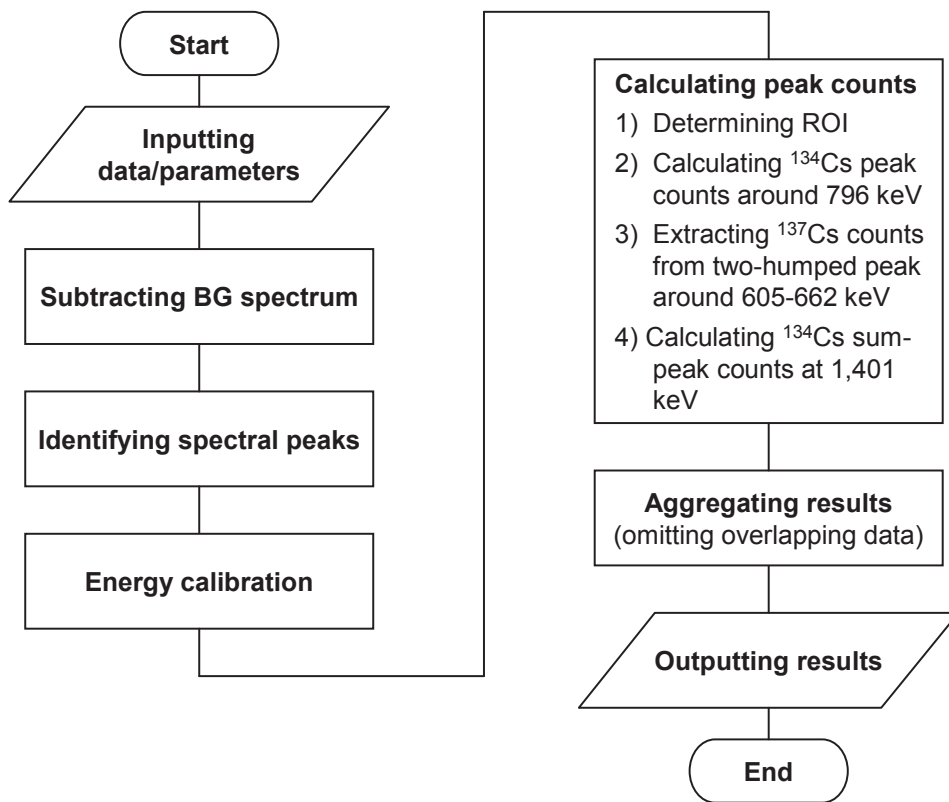 Start
Inputting
data/parameters
Subtracting BG spectrum
Identifying spectral peaks
Energy calibration
Calculating peak counts
1) Determining ROI
2) Calculating ¹³⁴Cs peak
counts around 796 keV
3) Extracting ¹³⁷Cs counts
from two-humped peak
around 605-662 keV
4) Calculating ¹³⁴Cs sum-
peak counts at 1,401
keV
Aggregating results
(omitting overlapping data)
Outputting results
End